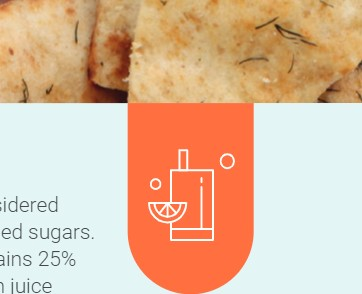 sidered
ed sugars.
ains 25%
n juice